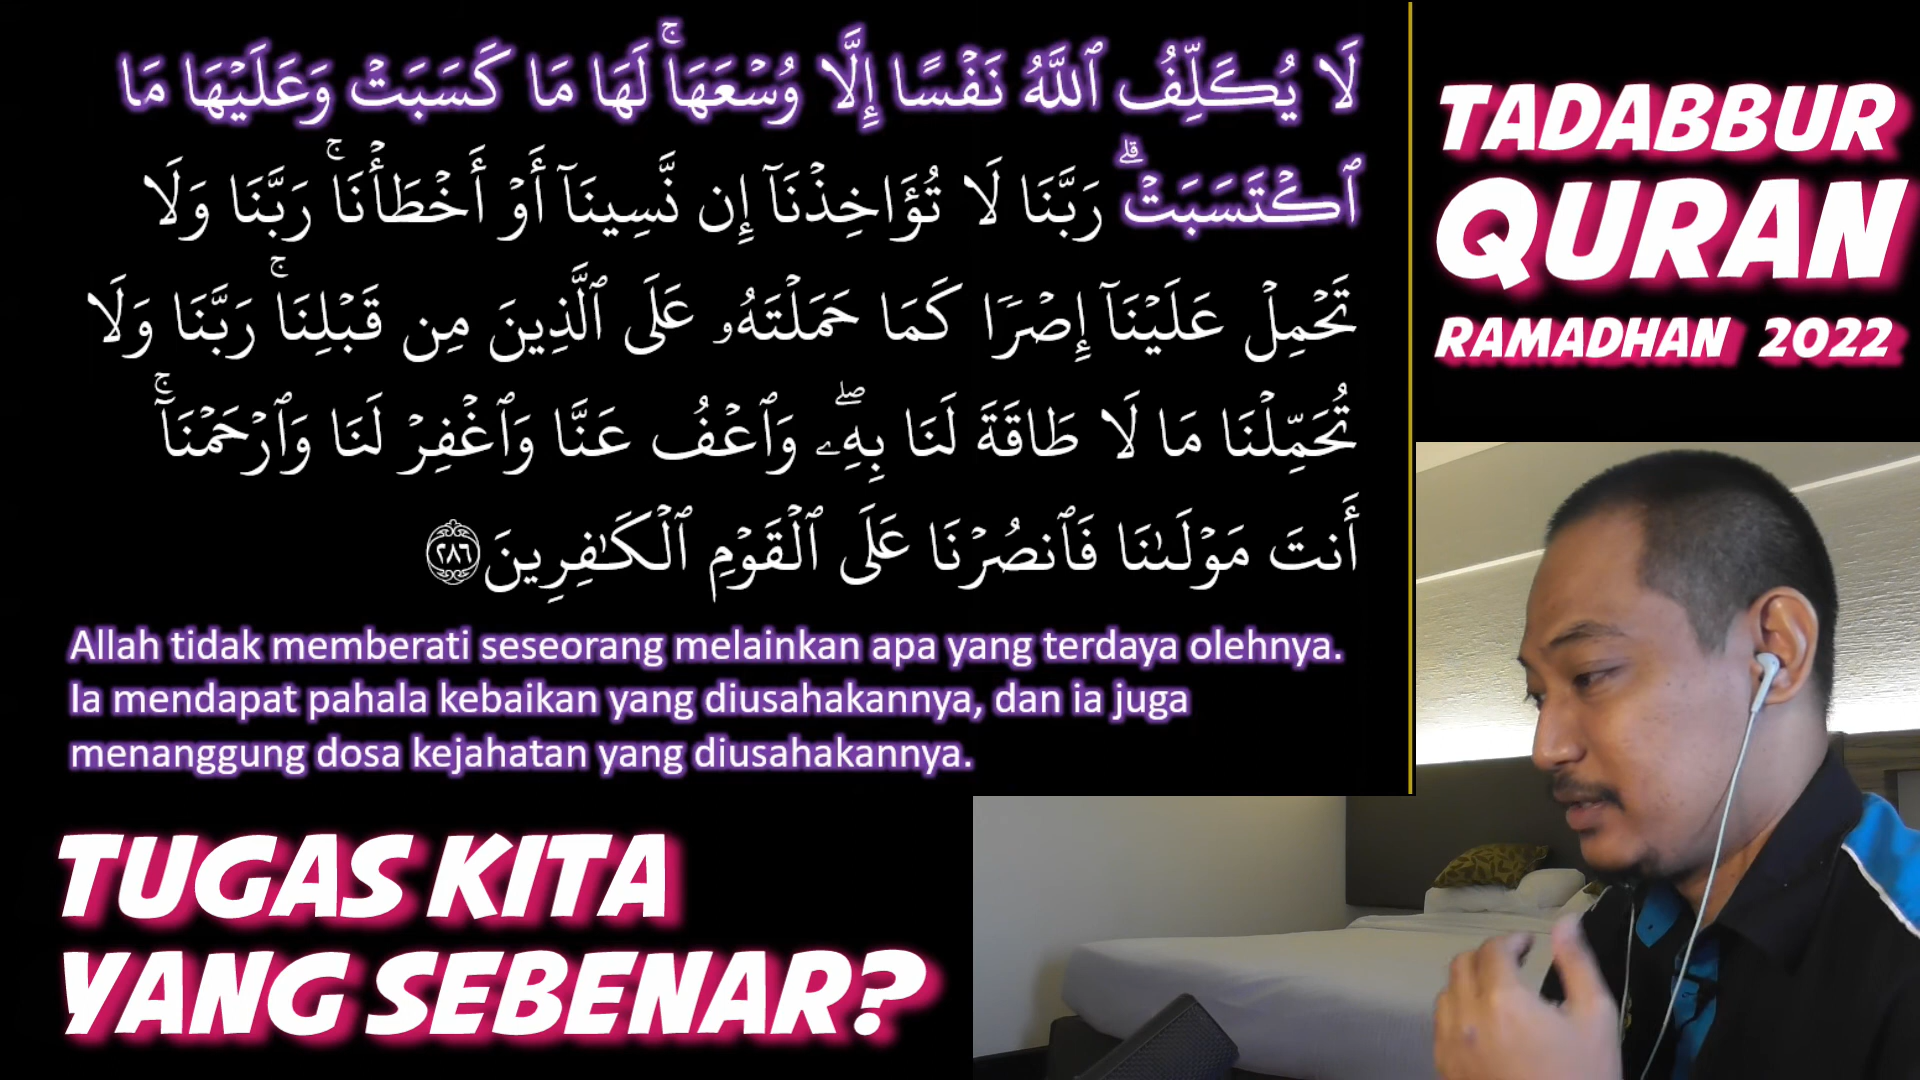 لَا يُكَلِّفُ ٱللَّهُ نَفْسًا إِلَّا وُسْعَهَا ۚ لَهَا مَا كَسَبَتْ وَعَلَيْهَا مَا
ٱكْتَسَبَتْ ۗ رَبَّنَا لَا تُؤَاخِذْنَآ إِن نَّسِينَآ أَوْ أَخْطَأْنَا ۚ رَبَّنَا وَلَا
تَحْمِلْ عَلَيْنَآ إِصْرًا كَمَا حَمَلْتَهُۥ عَلَى ٱلَّذِينَ مِن قَبْلِنَا ۚ رَبَّنَا وَلَا
تُحَمِّلْنَا مَا لَا طَاقَةَ لَنَا بِهِۦ ۖ وَٱعْفُ عَنَّا وَٱغْفِرْ لَنَا وَٱرْحَمْنَآ ۚ
أَنتَ مَوْلَىٰنَا فَٱنصُرْنَا عَلَى ٱلْقَوْمِ ٱلْكَـٰفِرِينَ ٢٨٦
Allah tidak memberati seseorang melainkan apa yang terdaya olehnya.
Ia mendapat pahala kebaikan yang diusahakannya, dan ia juga
menanggung dosa kejahatan yang diusahakannya.
TUGAS KITA
YANG SEBENAR?
TADABBUR
QURAN
RAMADHAN 2022